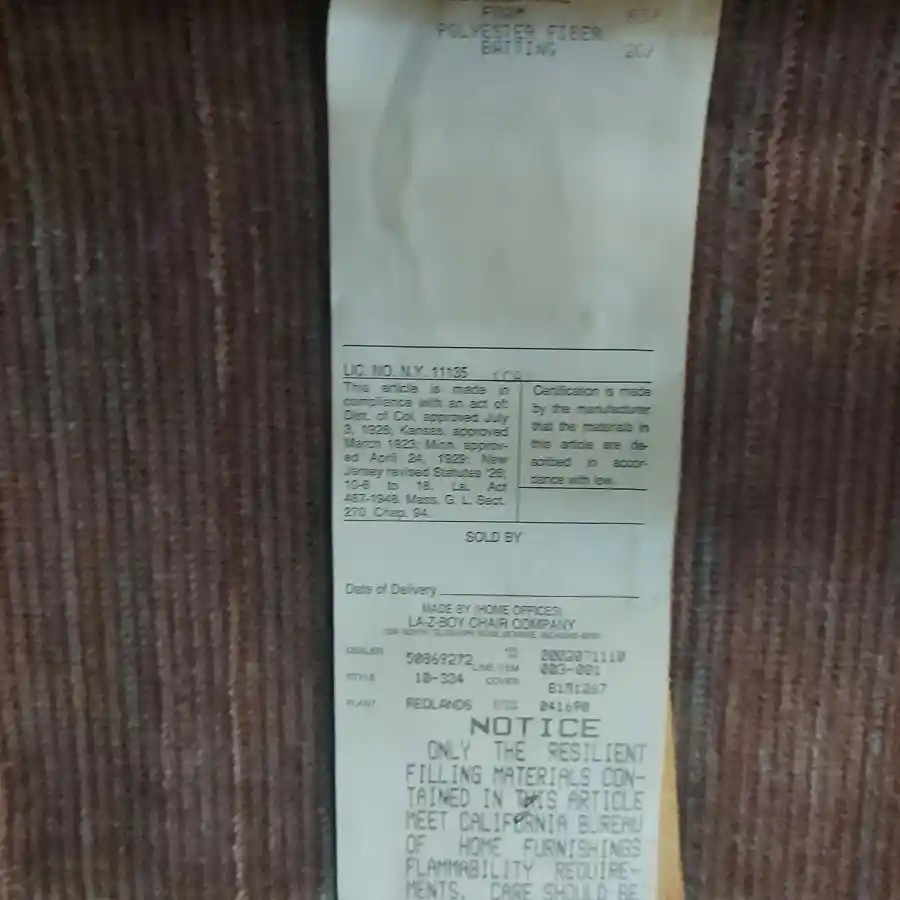 FOAM
POLYESTER FIBER
BATTING 20%
LIC. NO. N.Y. 11135
This article is made in
compliance with an act of:
Dist. of Col. approved July
3, 1926; Kansas, approved
March 1923; Minn. approv-
ed April 24, 1929; New
Jersey revised Statutes '26;
10-6 to 18. La. Act
467-1948. Mass. G. L. Sect.
270. Chap. 94.
Certification is made
by the manufacturer
that the materials in
this article are de-
scribed in accor-
dance with law.
SOLD BY
Date of Delivery
MADE BY (HOME OFFICES)
LA-Z-BOY CHAIR COMPANY
DEALER 50869272 0002071110
LINE ITEM 003-001
STYLE 10-334 COVER
8151267
PLANT REDLANDS 041690
NOTICE
ONLY THE RESILIENT
FILLING MATERIALS CON-
TAINED IN THIS ARTICLE
MEET CALIFORNIA BUREAU
OF HOME FURNISHINGS
FLAMMABILITY REQUIRE-
MENTS. CARE SHOULD BE